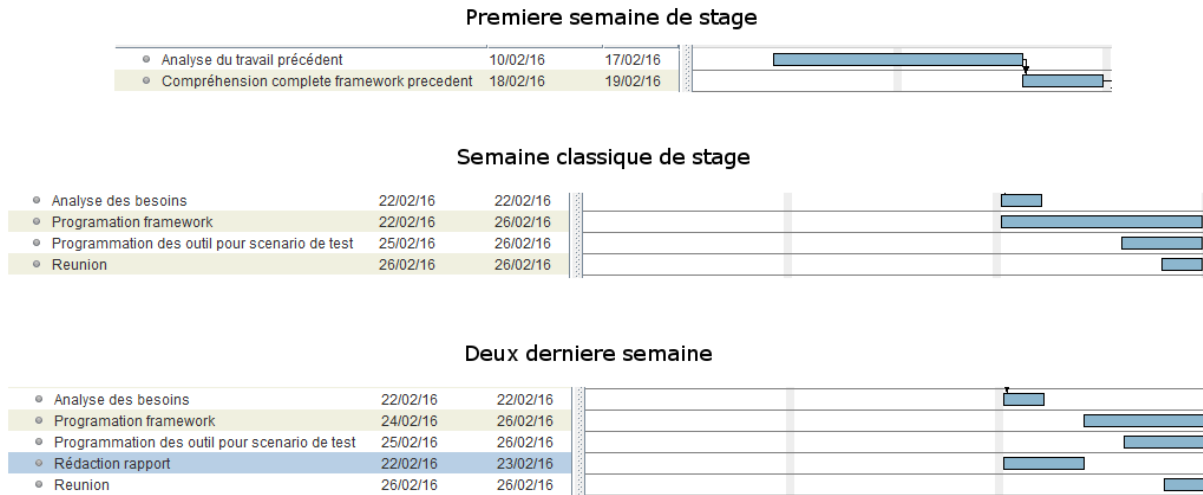 Premiere semaine de stage
Analyse du travail précédent 10/02/16 17/02/16
Compréhension complete framework precedent 18/02/16 19/02/16
Semaine classique de stage
Analyse des besoins 22/02/16 22/02/16
Programation framework 22/02/16 26/02/16
Programmation des outil pour scenario de test 25/02/16 26/02/16
Reunion 26/02/16 26/02/16
Deux derniere semaine
Analyse des besoins 22/02/16 22/02/16
Programation framework 24/02/16 26/02/16
Programmation des outil pour scenario de test 25/02/16 26/02/16
Rédaction rapport 22/02/16 23/02/16
Reunion 26/02/16 26/02/16